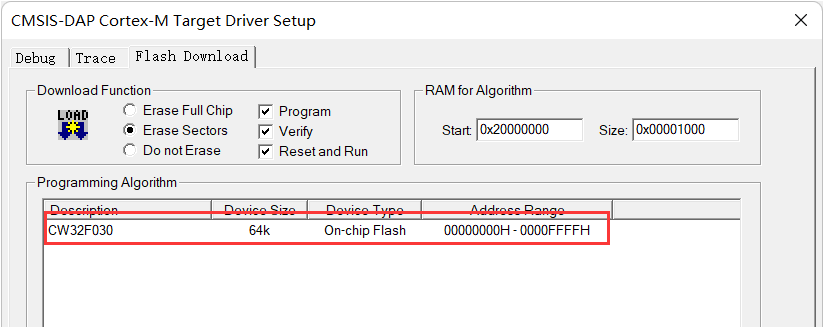 CMSIS-DAP Cortex-M Target Driver Setup
Debug Trace Flash Download
Download Function
LOAD
Erase Full Chip
Erase Sectors
Do not Erase
Program
Verify
Reset and Run
RAM for Algorithm
Start: 0x20000000 Size: 0x00001000
Programming Algorithm
Description Device Size Device Type Address Range
CW32F030 64k On-chip Flash 00000000H - 0000FFFFH